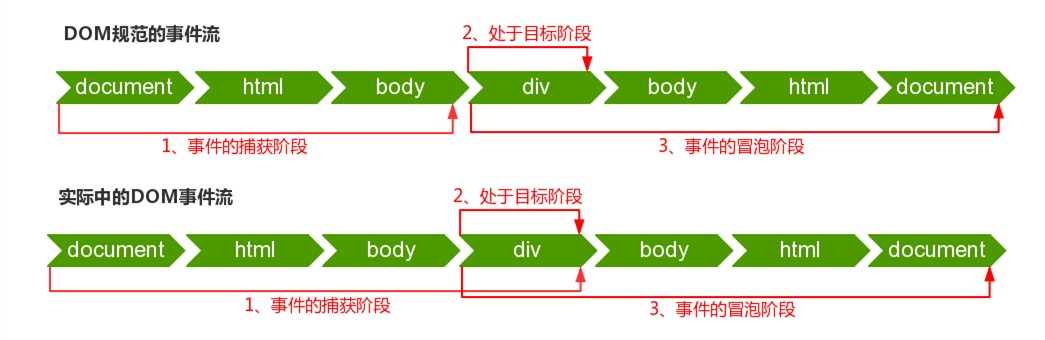 DOM规范的事件流
2、处于目标阶段
document html body div body html document
1、事件的捕获阶段 3、事件的冒泡阶段
实际中的DOM事件流
2、处于目标阶段
document html body div body html document
1、事件的捕获阶段 3、事件的冒泡阶段